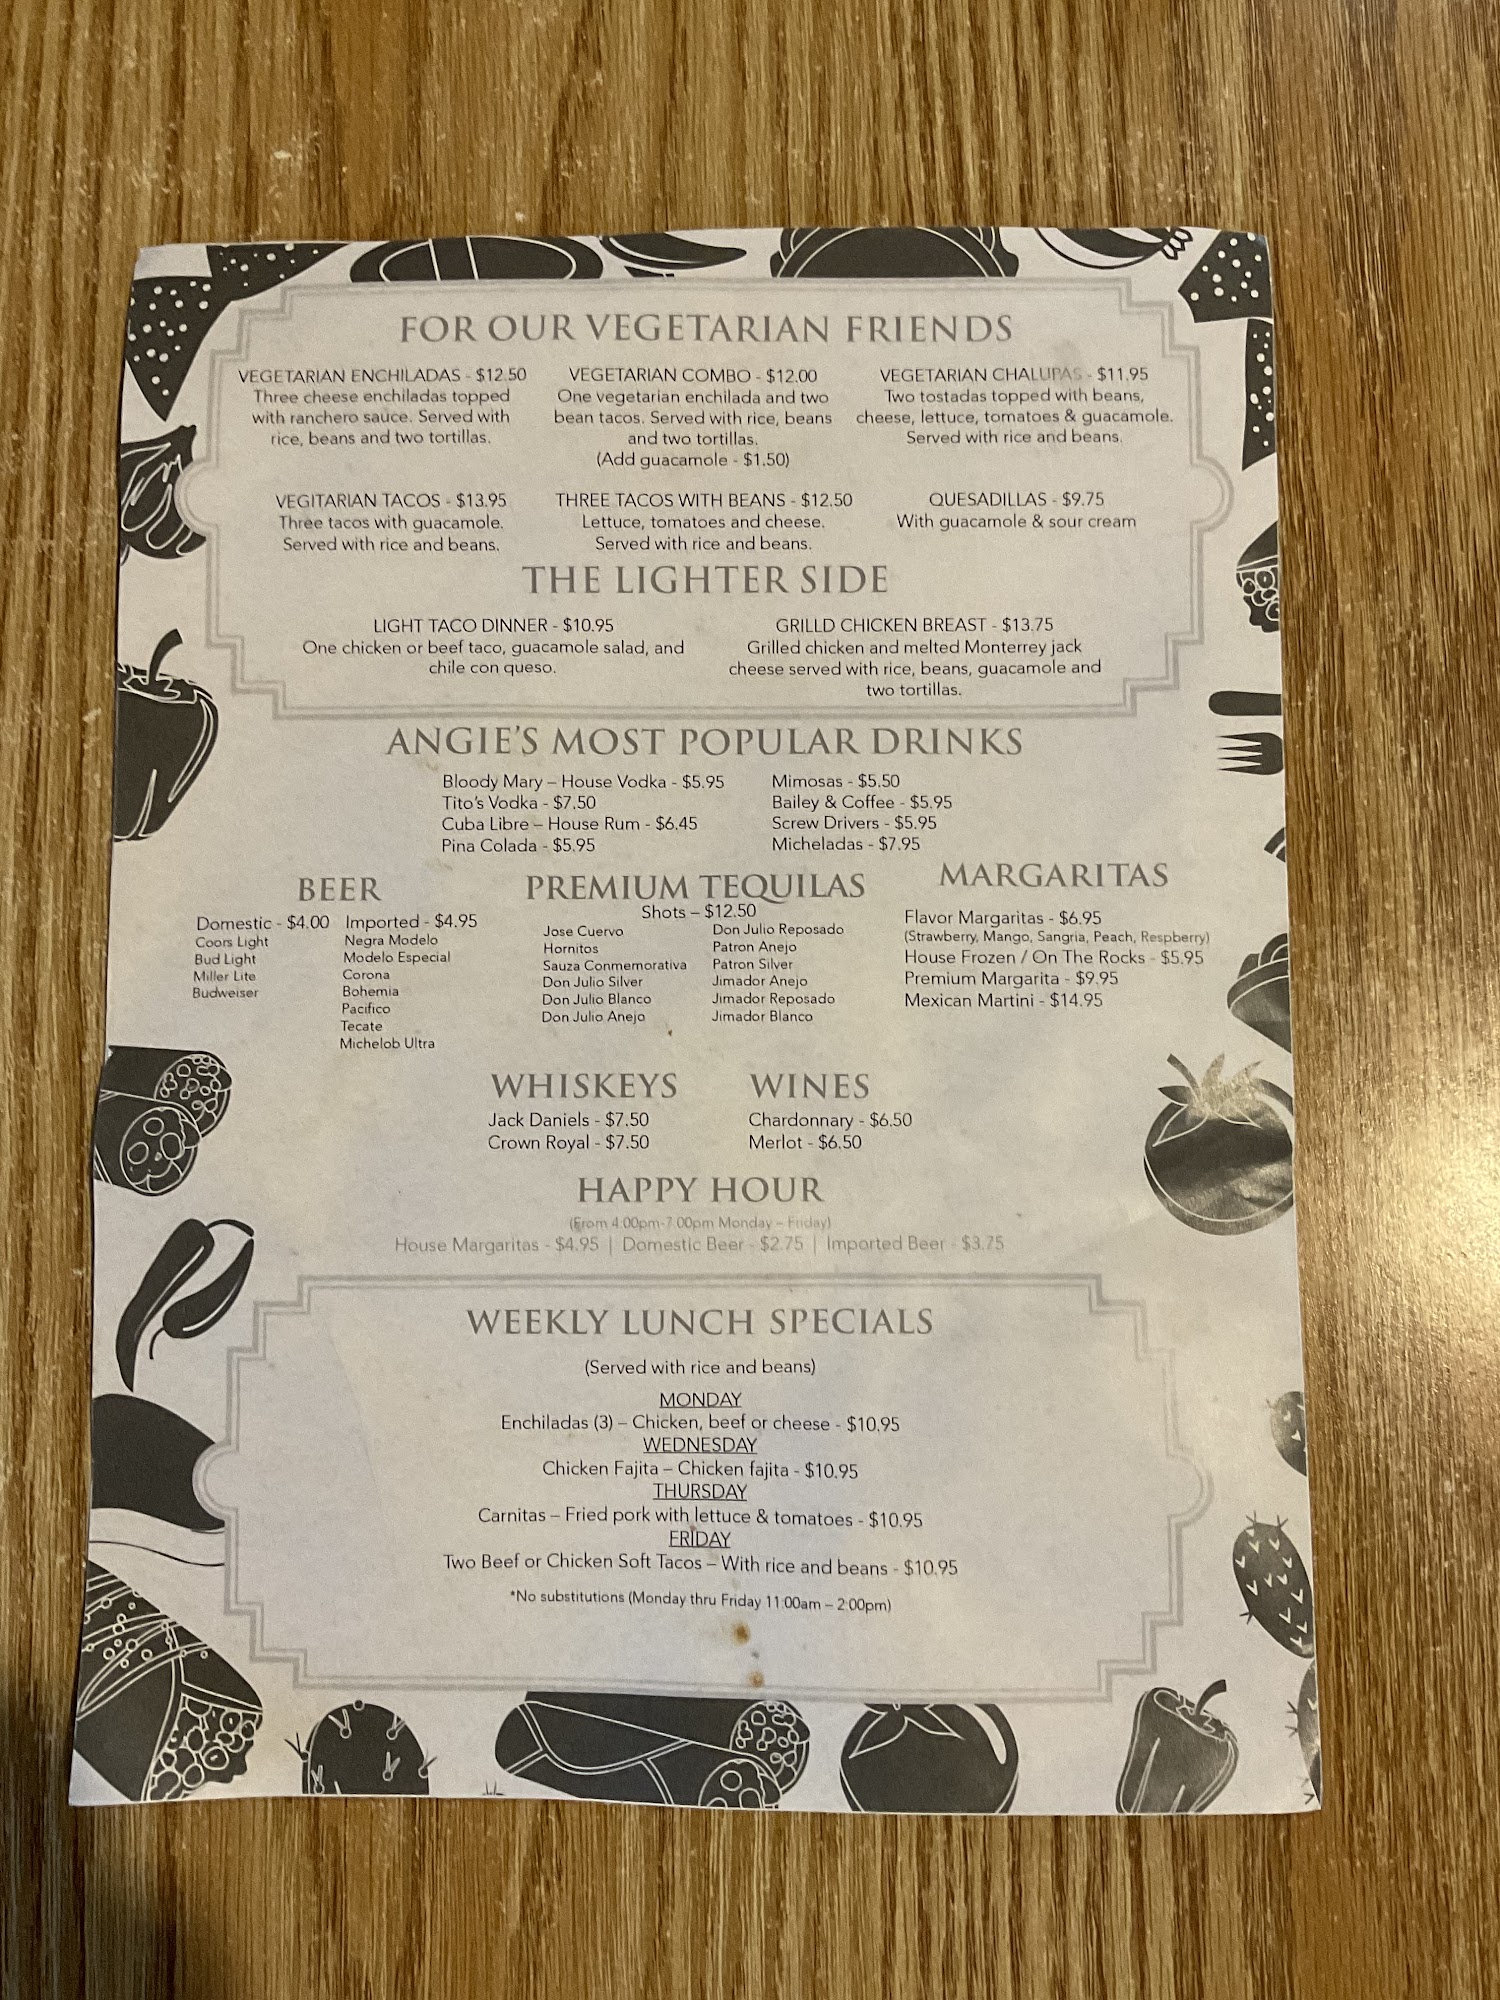 FOR OUR VEGETARIAN FRIENDS
VEGETARIAN ENCHILADAS - $12.50
Three cheese enchiladas topped
with ranchero sauce. Served with
rice, beans and two tortillas.
VEGETARIAN COMBO - $12.00
One vegetarian enchilada and two
bean tacos. Served with rice, beans
and two tortillas.
(Add guacamole - $1.50)
VEGETARIAN CHALUPAS - $11.95
Two tostadas topped with beans,
cheese, lettuce, tomatoes & guacamole.
Served with rice and beans.
VEGITARIAN TACOS - $13.95
Three tacos with guacamole.
Served with rice and beans.
THREE TACOS WITH BEANS - $12.50
Lettuce, tomatoes and cheese.
Served with rice and beans.
QUESADILLAS - $9.75
With guacamole & sour cream
THE LIGHTER SIDE
LIGHT TACO DINNER - $10.95
One chicken or beef taco, guacamole salad, and
chile con queso.
GRILLD CHICKEN BREAST - $13.75
Grilled chicken and melted Monterrey jack
cheese served with rice, beans, guacamole and
two tortillas.
ANGIE'S MOST POPULAR DRINKS
Bloody Mary – House Vodka - $5.95
Tito's Vodka - $7.50
Cuba Libre – House Rum - $6.45
Pina Colada - $5.95
Mimosas - $5.50
Bailey & Coffee - $5.95
Screw Drivers - $5.95
Micheladas - $7.95
BEER
Domestic - $4.00
Coors Light
Bud Light
Miller Lite
Budweiser
Imported - $4.95
Negra Modelo
Modelo Especial
Corona
Bohemia
Pacifico
Tecate
Michelob Ultra
PREMIUM TEQUILAS
Shots – $12.50
Jose Cuervo
Hornitos
Sauza Conmemorativa
Don Julio Silver
Don Julio Blanco
Don Julio Anejo
Don Julio Reposado
Patron Anejo
Patron Silver
Jimador Anejo
Jimador Reposado
Jimador Blanco
MARGARITAS
Flavor Margaritas - $6.95
(Strawberry, Mango, Sangria, Peach, Respberry)
House Frozen / On The Rocks - $5.95
Premium Margarita - $9.95
Mexican Martini - $14.95
WHISKEYS
Jack Daniels - $7.50
Crown Royal - $7.50
WINES
Chardonnary - $6.50
Merlot - $6.50
HAPPY HOUR
(From 4:00pm-7:00pm Monday – Friday)
House Margaritas - $4.95 | Domestic Beer - $2.75 | Imported Beer - $3.75
WEEKLY LUNCH SPECIALS
(Served with rice and beans)
MONDAY
Enchiladas (3) – Chicken, beef or cheese - $10.95
WEDNESDAY
Chicken Fajita – Chicken fajita - $10.95
THURSDAY
Carnitas – Fried pork with lettuce & tomatoes - $10.95
FRIDAY
Two Beef or Chicken Soft Tacos – With rice and beans - $10.95
*No substitutions (Monday thru Friday 11:00am – 2:00pm)